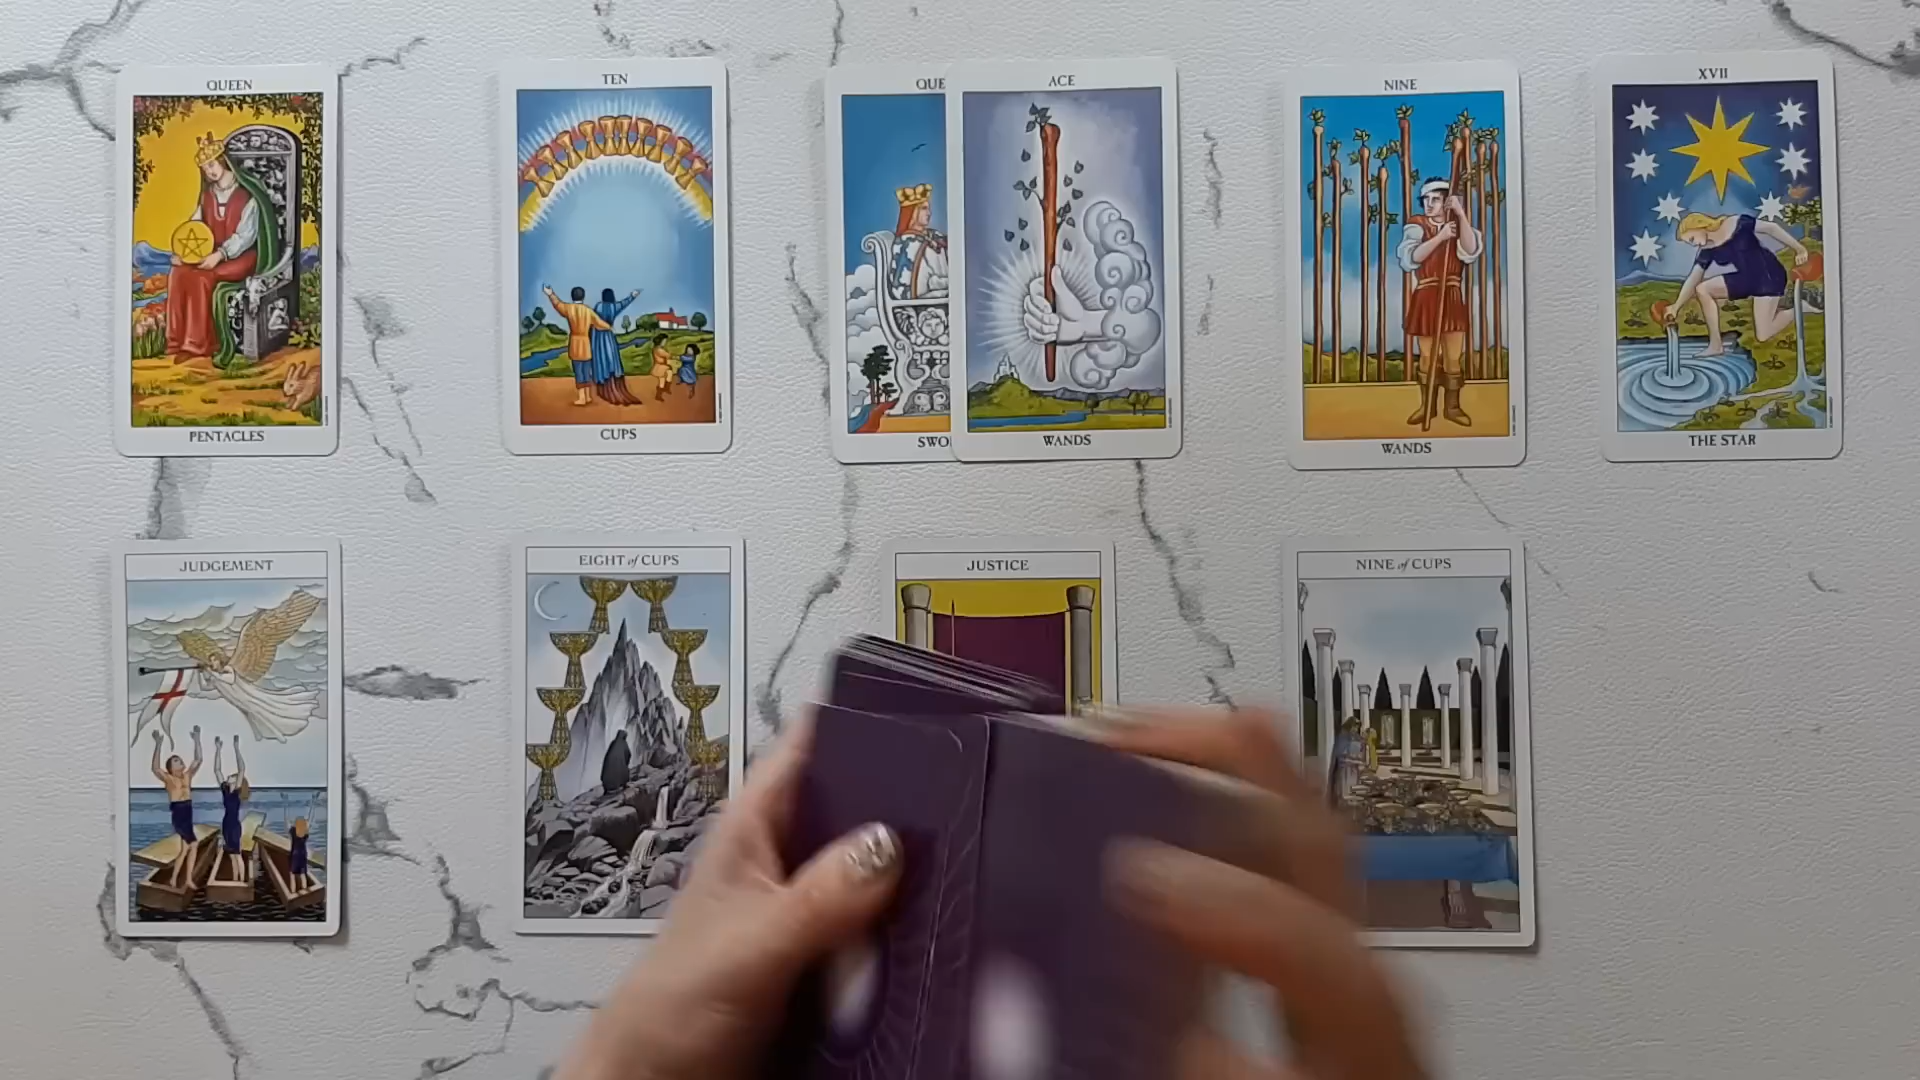 QUEEN
PENTACLES
TEN
CUPS
QUE
SWO
ACE
WANDS
NINE
WANDS
XVII
THE STAR
JUDGEMENT
EIGHT of CUPS
JUSTICE
NINE of CUPS